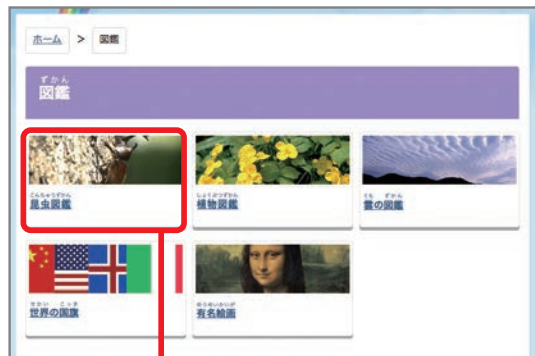 ホーム > 図鑑
ずかん
図鑑
こんちゅうずかん
昆虫図鑑
しょくぶつずかん
植物図鑑
くも ずかん
雲の図鑑
せかい こっき
世界の国旗
ゆうめいかいが
有名絵画